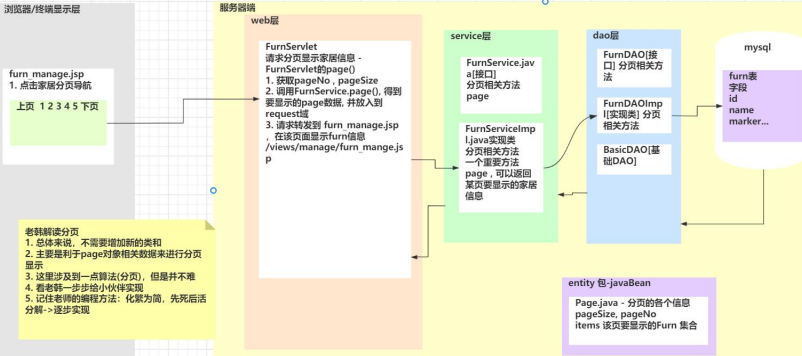 浏览器/终端显示层
furn_manage.jsp
1. 点击家居分页导航
上页  1 2 3 4 5 下页
老韩解读分页
1. 总体来说，不需要增加新的类和
2. 主要是利于page对象相关数据来进行分页
显示
3. 这里涉及到一点算法(分页)，但是并不难
4. 看老韩一步步给小伙伴实现
5. 记住老师的编程方法：化繁为简，先死后活
分解->逐步实现
服务器端
web层
FurnServlet
请求分页显示家居信息 -
FurnServlet的page()
1. 获取pageNo , pageSize
2. 调用FurnService.page(), 得到
要显示的page数据, 并放入到
request域
3. 请求转发到 furn_manage.jsp
，在该页面显示furn信息
/views/manage/furn_mange.js
p
service层
FurnService.jav
a[接口]
分页相关方法
page
FurnServiceImp
l.java实现类
分页相关方法
一个重要方法
page , 可以返回
某页要显示的家居
信息
dao层
FurnDAO[接
口] 分页相关方
法
FurnDAOImp
l[实现类] 分页
相关方法
BasicDAO[基
础DAO]
mysql
furn表
字段
id
name
marker...
entity 包-javaBean
Page.java - 分页的各个信息
pageSize, pageNo
items 该页要显示的Furn 集合